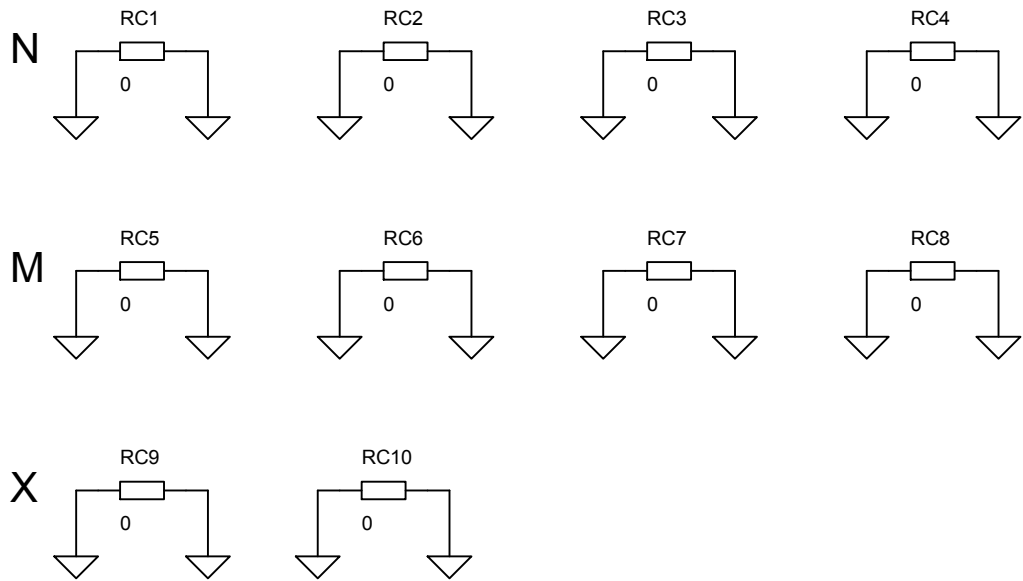 RC1 RC2 RC3 RC4
N
0 0 0 0
RC5 RC6 RC7 RC8
M
0 0 0 0
RC9 RC10
X
0 0